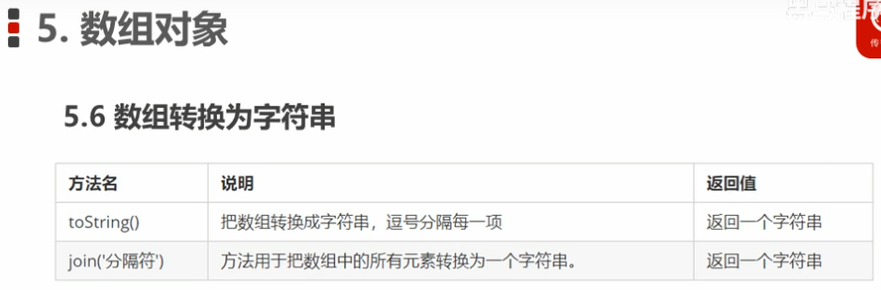 5. 数组对象
5.6 数组转换为字符串
方法名 说明 返回值
toString() 把数组转换成字符串，逗号分隔每一项 返回一个字符串
join('分隔符') 方法用于把数组中的所有元素转换为一个字符串。 返回一个字符串
传